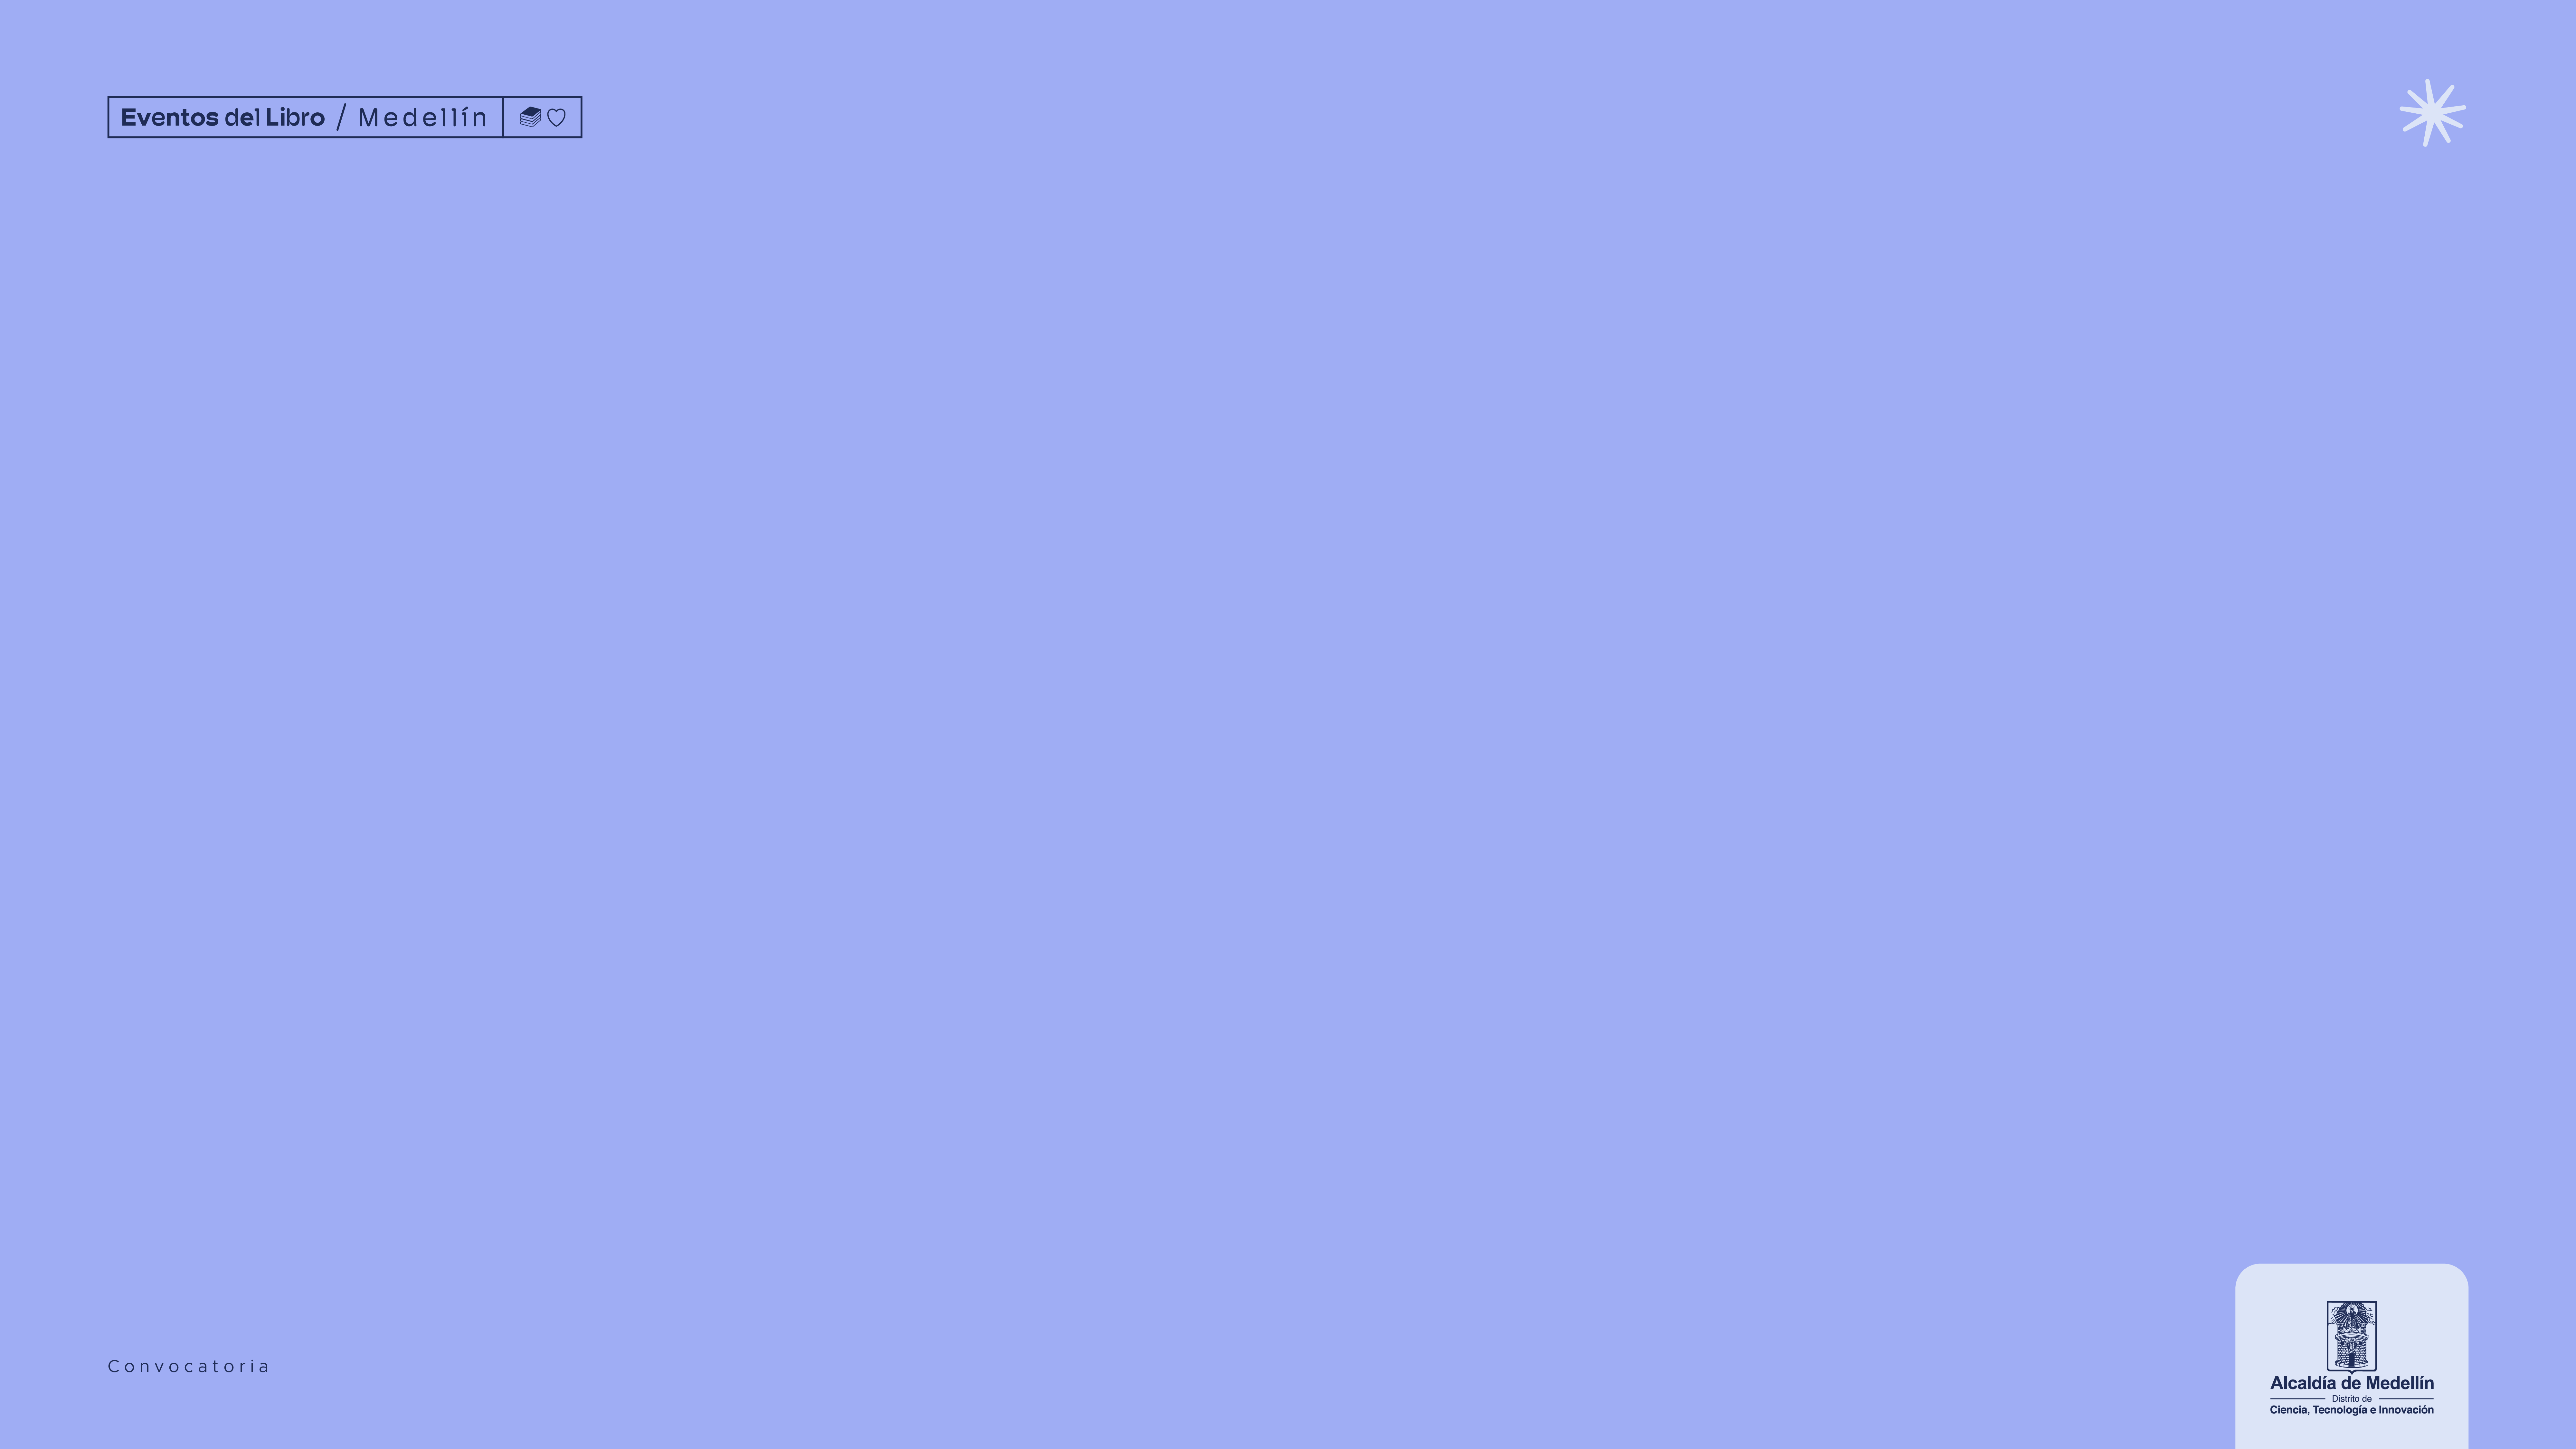 Eventos del Libro / Medellín
Convocatoria
Alcaldía de Medellín
Distrito de
Ciencia, Tecnología e Innovación